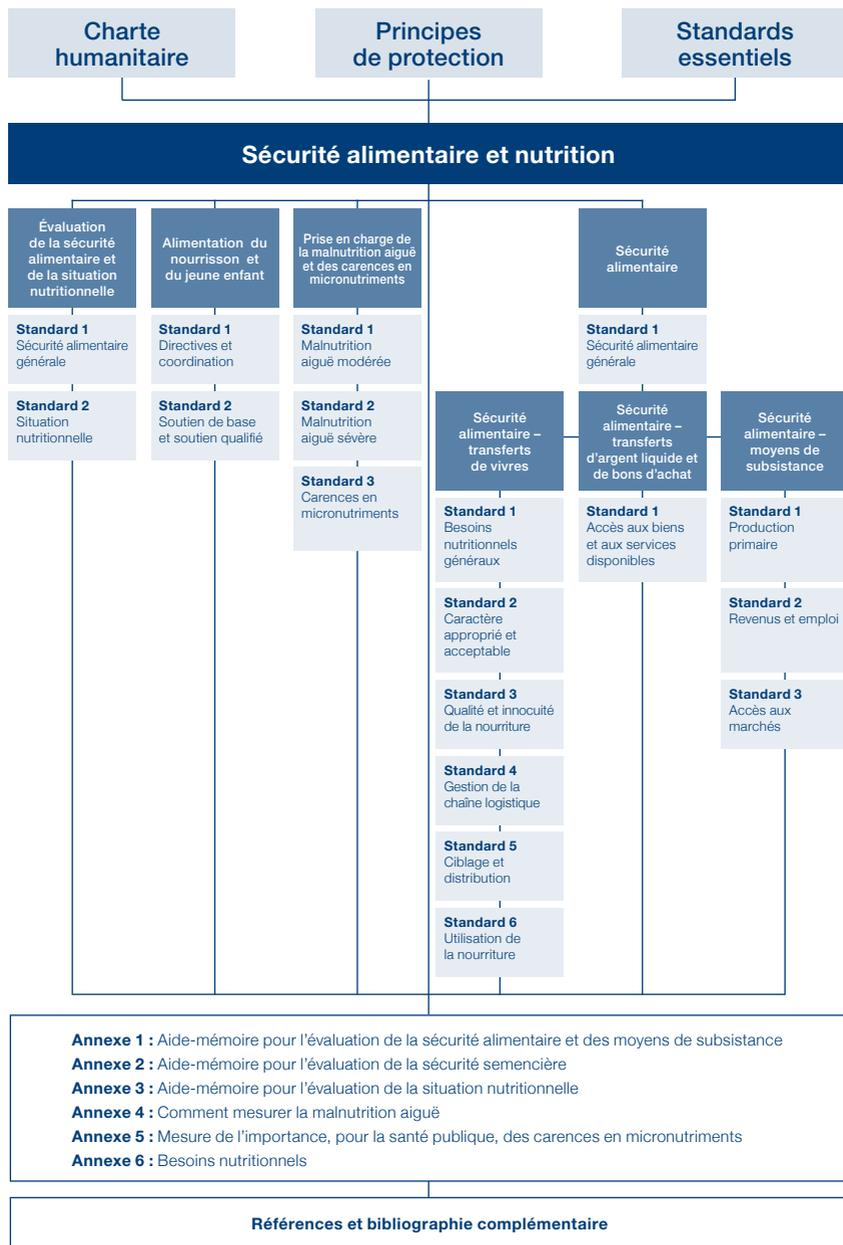 Charte
humanitaire
Principes
de protection
Standards
essentiels
Sécurité alimentaire et nutrition
Évaluation
de la sécurité
alimentaire et
de la situation
nutritionnelle
Standard 1
Sécurité alimentaire
générale
Standard 2
Situation
nutritionnelle
Alimentation du
nourrisson et
du jeune enfant
Standard 1
Directives et
coordination
Standard 2
Soutien de base
et soutien qualifié
Prise en charge de
la malnutrition aiguë
et des carences en
micronutriments
Standard 1
Malnutrition
aiguë modérée
Standard 2
Malnutrition
aiguë sévère
Standard 3
Carences en
micronutriments
Sécurité
alimentaire
Standard 1
Sécurité alimentaire
générale
Sécurité
alimentaire –
transferts
de vivres
Standard 1
Besoins
nutritionnels
généraux
Standard 2
Caractère
approprié et
acceptable
Standard 3
Qualité et innocuité
de la nourriture
Standard 4
Gestion de la
chaîne logistique
Standard 5
Ciblage et
distribution
Standard 6
Utilisation de
la nourriture
Sécurité
alimentaire –
transferts
d'argent liquide et
de bons d'achat
Standard 1
Accès aux biens
et aux services
disponibles
Sécurité
alimentaire –
moyens de
subsistance
Standard 1
Production
primaire
Standard 2
Revenus et emploi
Standard 3
Accès aux
marchés
Annexe 1 : Aide-mémoire pour l'évaluation de la sécurité alimentaire et des moyens de subsistance
Annexe 2 : Aide-mémoire pour l'évaluation de la sécurité semencière
Annexe 3 : Aide-mémoire pour l'évaluation de la situation nutritionnelle
Annexe 4 : Comment mesurer la malnutrition aiguë
Annexe 5 : Mesure de l'importance, pour la santé publique, des carences en micronutriments
Annexe 6 : Besoins nutritionnels
Références et bibliographie complémentaire